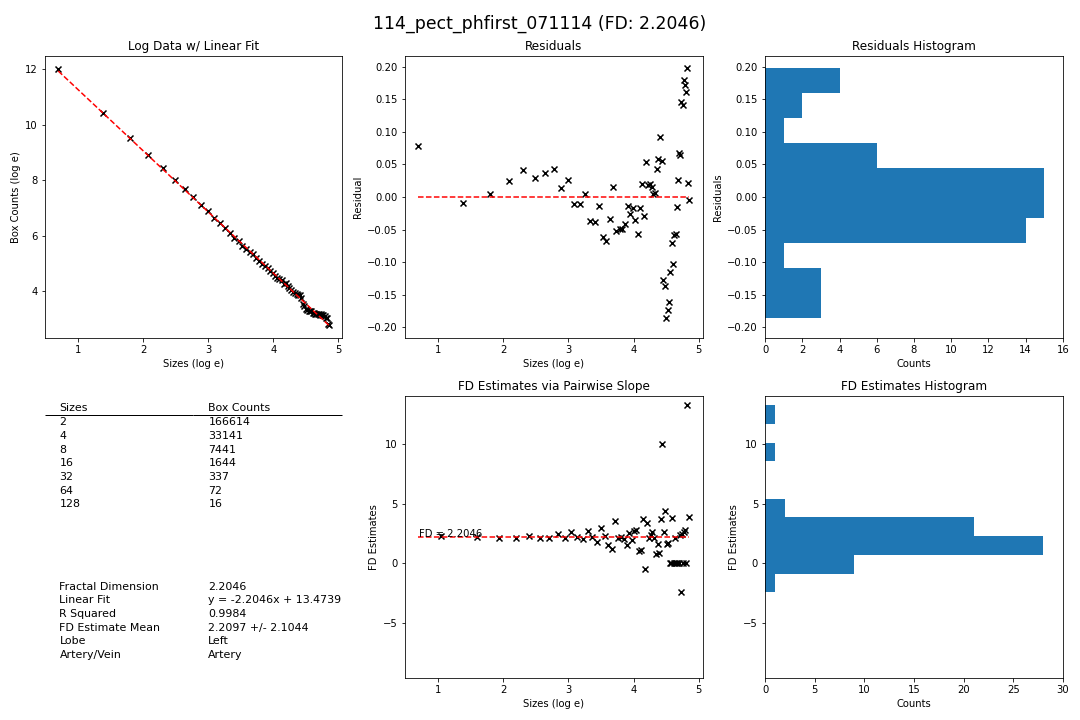 114_pect_phfirst_071114 (FD: 2.2046)
Log Data w/ Linear Fit
Box Counts (log e)
12
10
8
6
4
1 2 3 4 5
Sizes (log e)
Residuals
Residual
0.20
0.15
0.10
0.05
0.00
−0.05
−0.10
−0.15
−0.20
1 2 3 4 5
Sizes (log e)
Residuals Histogram
Residuals
0.20
0.15
0.10
0.05
0.00
−0.05
−0.10
−0.15
−0.20
0 2 4 6 8 10 12 14 16
Counts
Sizes Box Counts
2 166614
4 33141
8 7441
16 1644
32 337
64 72
128 16
Fractal Dimension 2.2046
Linear Fit y = -2.2046x + 13.4739
R Squared 0.9984
FD Estimate Mean 2.2097 +/- 2.1044
Lobe Left
Artery/Vein Artery
FD Estimates via Pairwise Slope
FD Estimates
10
5
0
−5
FD = 2.2046
1 2 3 4 5
Sizes (log e)
FD Estimates Histogram
FD Estimates
10
5
0
−5
0 5 10 15 20 25 30
Counts